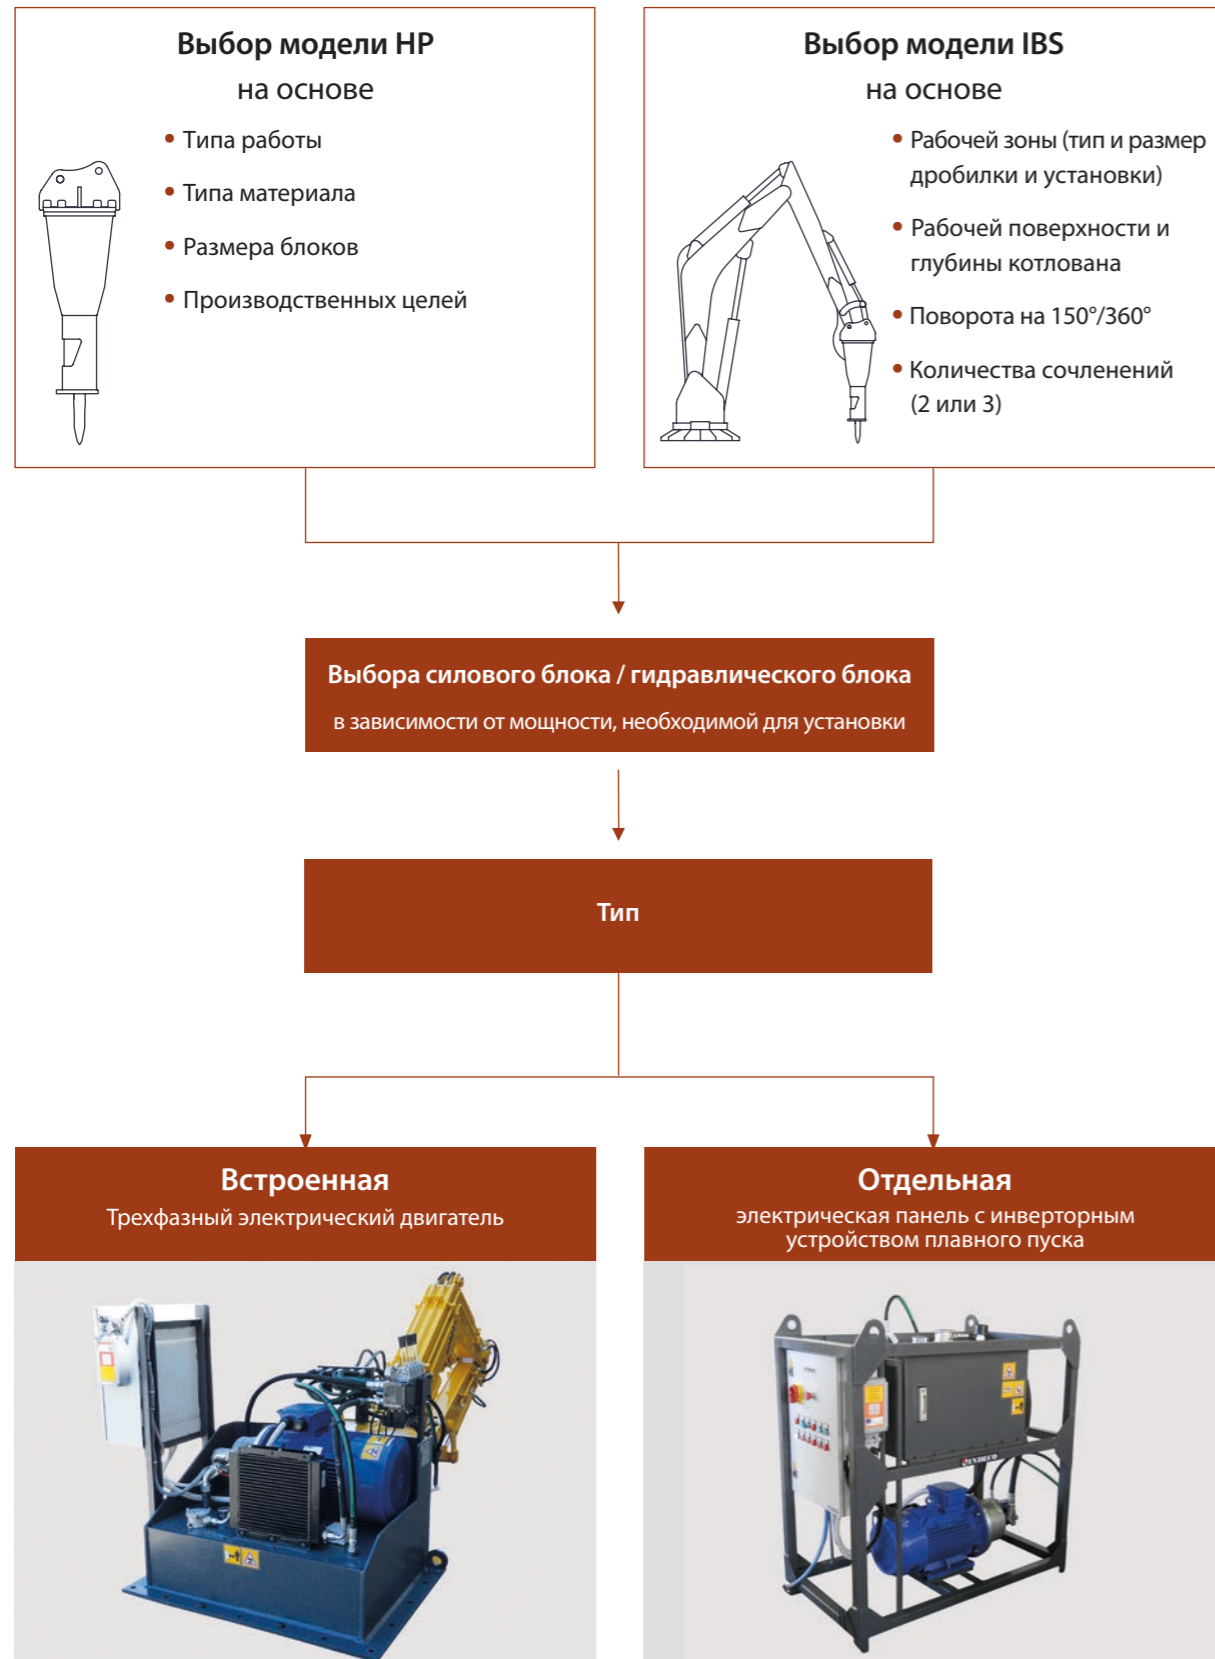 Выбор модели HP
на основе
• Типа работы
• Типа материала
• Размера блоков
• Производственных целей
Выбор модели IBS
на основе
• Рабочей зоны (тип и размер
дробилки и установки)
• Рабочей поверхности и
глубины котлована
• Поворота на 150°/360°
• Количества сочленений
(2 или 3)
Выбора силового блока / гидравлического блока
в зависимости от мощности, необходимой для установки
Тип
Встроенная
Трехфазный электрический двигатель
Отдельная
электрическая панель с инверторным
устройством плавного пуска
INDECO